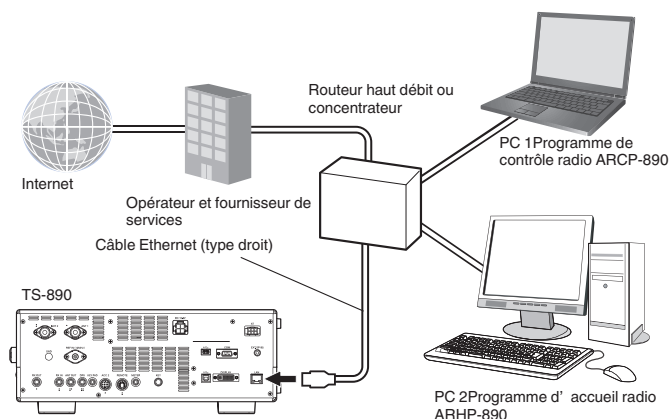 Internet
Opérateur et fournisseur de
services
Routeur haut débit ou
concentrateur
PC 1Programme de
contrôle radio ARCP-890
Câble Ethernet (type droit)
TS-890
PC 2Programme d’ accueil radio
ARHP-890